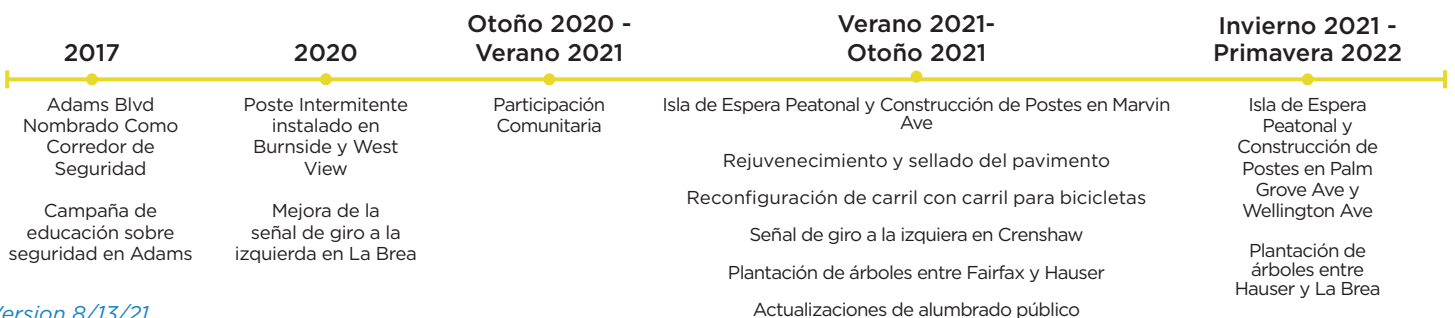 2017
Adams Blvd
Nombrado Como
Corredor de
Seguridad
Campaña de
educación sobre
seguridad en Adams
2020
Poste Intermitente
instalado en
Burnside y West
View
Mejora de la
señal de giro a la
izquierda en La Brea
Otoño 2020 -
Verano 2021
Participación
Comunitaria
Verano 2021-
Otoño 2021
Isla de Espera Peatonal y Construcción de Postes en Marvin
Ave
Rejuvenecimiento y sellado del pavimento
Reconfiguración de carril con carril para bicicletas
Señal de giro a la izquiera en Crenshaw
Plantación de árboles entre Fairfax y Hauser
Actualizaciones de alumbrado público
Invierno 2021 -
Primavera 2022
Isla de Espera
Peatonal y
Construcción de
Postes en Palm
Grove Ave y
Wellington Ave
Plantación de
árboles entre
Hauser y La Brea
Version 8/13/21